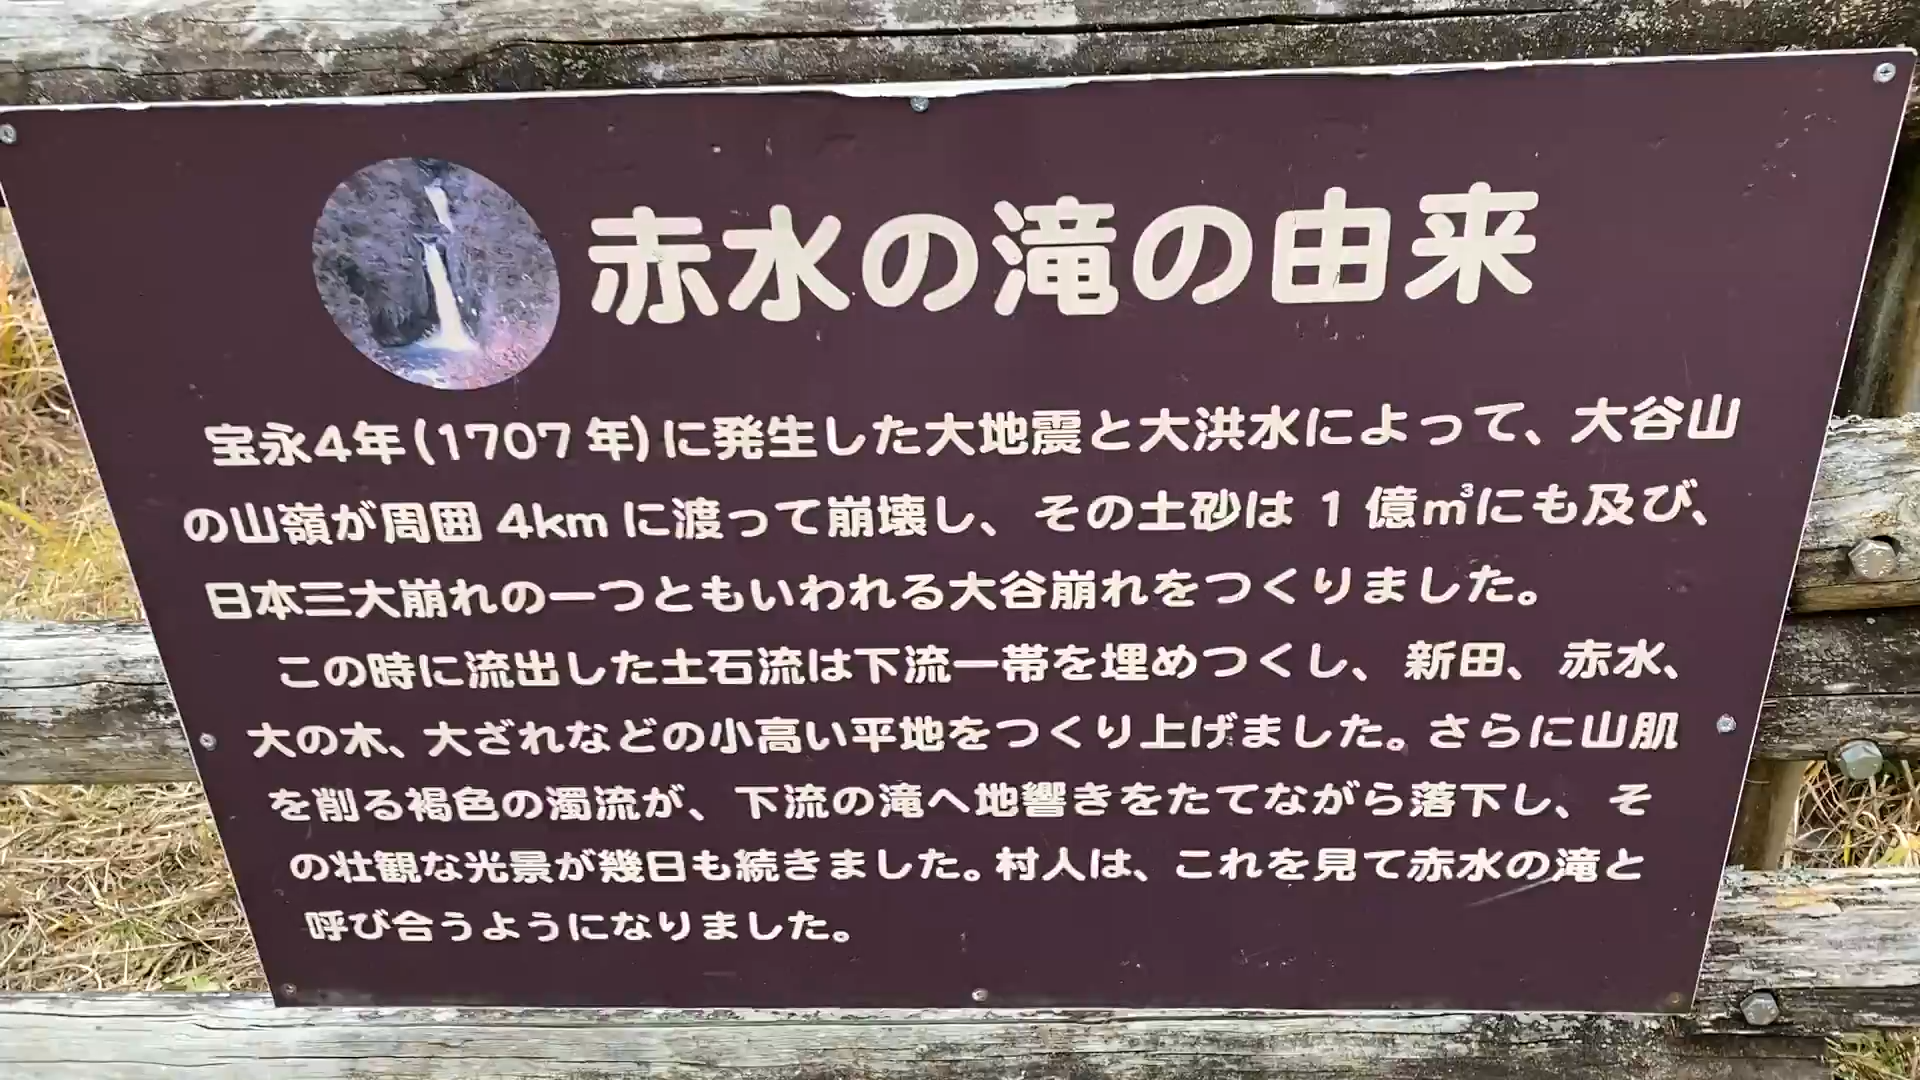 赤水の滝の由来
宝永4年(1707年)に発生した大地震と大洪水によって、大谷山
の山嶺が周囲4kmに渡って崩壊し、その土砂は1億㎥にも及び、
日本三大崩れの一つともいわれる大谷崩れをつくりました。
この時に流出した土石流は下流一帯を埋めつくし、新田、赤水、
大の木、大ざれなどの小高い平地をつくり上げました。さらに山肌
を削る褐色の濁流が、下流の滝へ地響きをたてながら落下し、そ
の壮観な光景が幾日も続きました。村人は、これを見て赤水の滝と
呼び合うようになりました。